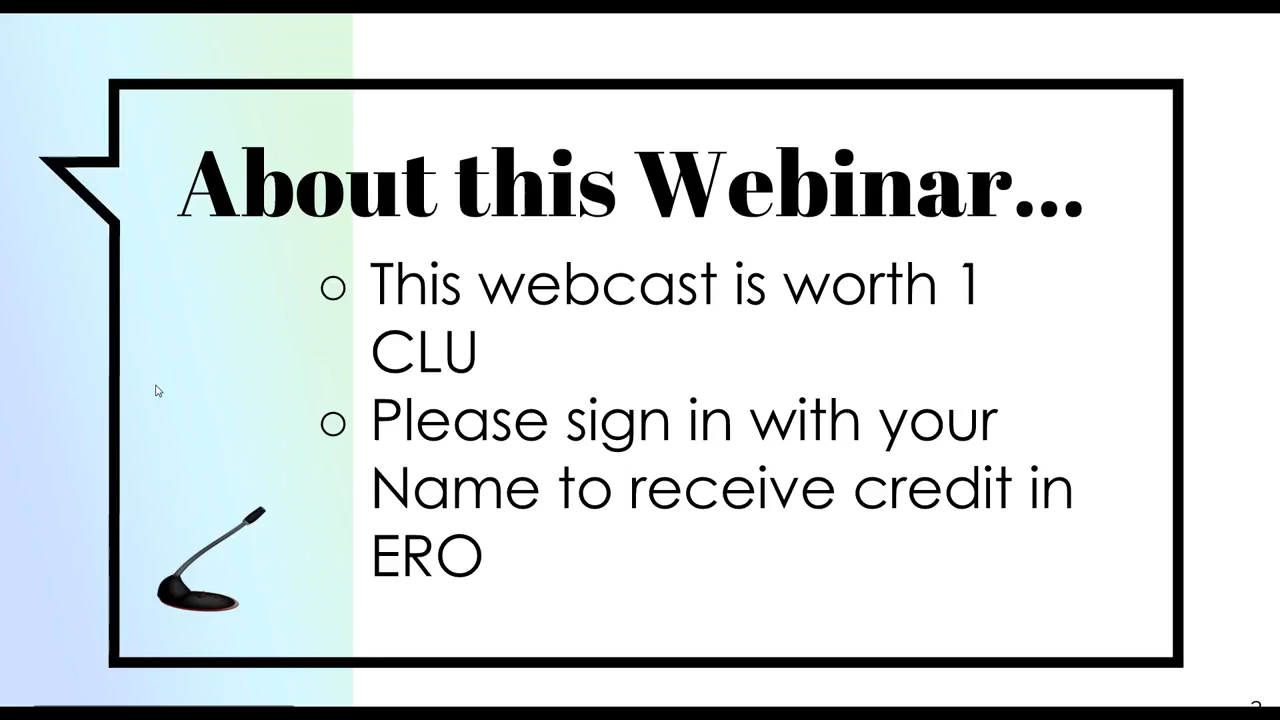 About this Webinar...
○ This webcast is worth 1
CLU
○ Please sign in with your
Name to receive credit in
ERO